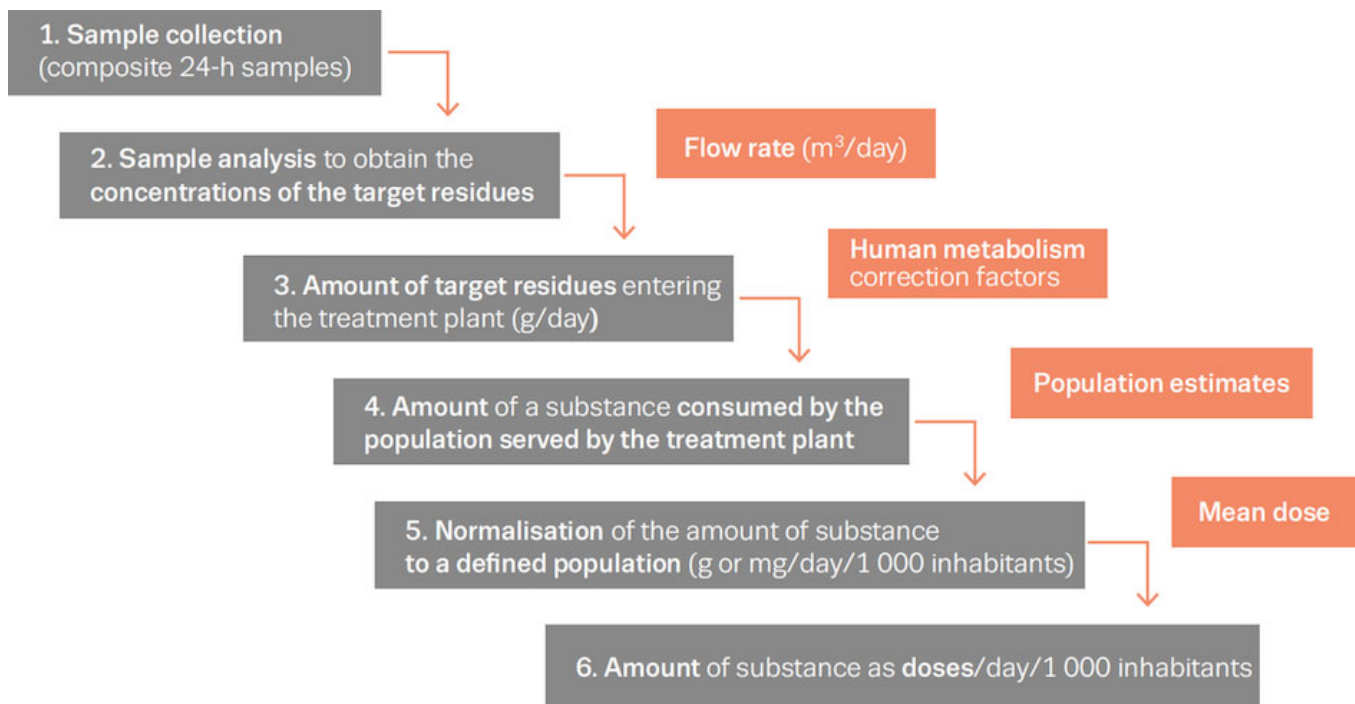 1. Sample collection
(composite 24-h samples)
2. Sample analysis to obtain the
concentrations of the target residues
Flow rate (m³/day)
3. Amount of target residues entering
the treatment plant (g/day)
Human metabolism
correction factors
4. Amount of a substance consumed by the
population served by the treatment plant
Population estimates
5. Normalisation of the amount of substance
to a defined population (g or mg/day/1 000 inhabitants)
Mean dose
6. Amount of substance as doses/day/1 000 inhabitants